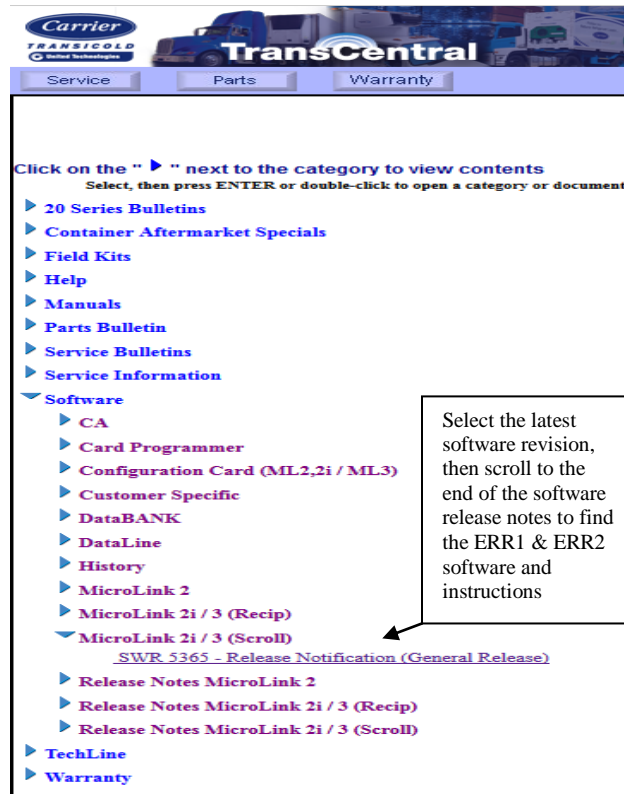 Carrier
TRANSICOLD
United Technologies
TransCentral
Service Parts Warranty
Click on the " ▶ " next to the category to view contents
Select, then press ENTER or double-click to open a category or document
20 Series Bulletins
Container Aftermarket Specials
Field Kits
Help
Manuals
Parts Bulletin
Service Bulletins
Service Information
Software
CA
Card Programmer
Configuration Card (ML2,2i / ML3)
Customer Specific
DataBANK
DataLine
History
MicroLink 2
MicroLink 2i / 3 (Recip)
MicroLink 2i / 3 (Scroll)
SWR 5365 - Release Notification (General Release)
Release Notes MicroLink 2
Release Notes MicroLink 2i / 3 (Recip)
Release Notes MicroLink 2i / 3 (Scroll)
TechLine
Warranty
Select the latest
software revision,
then scroll to the
end of the software
release notes to find
the ERR1 & ERR2
software and
instructions